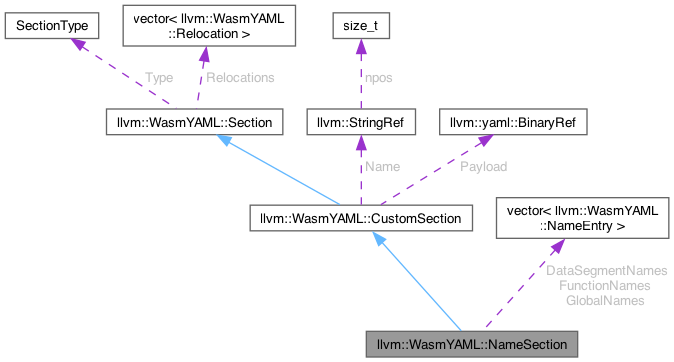 SectionType
vector< llvm::WasmYAML
::Relocation >
size_t
Type
Relocations
npos
llvm::WasmYAML::Section
llvm::StringRef
llvm::yaml::BinaryRef
Name
Payload
llvm::WasmYAML::CustomSection
vector< llvm::WasmYAML
::NameEntry >
DataSegmentNames
FunctionNames
GlobalNames
llvm::WasmYAML::NameSection